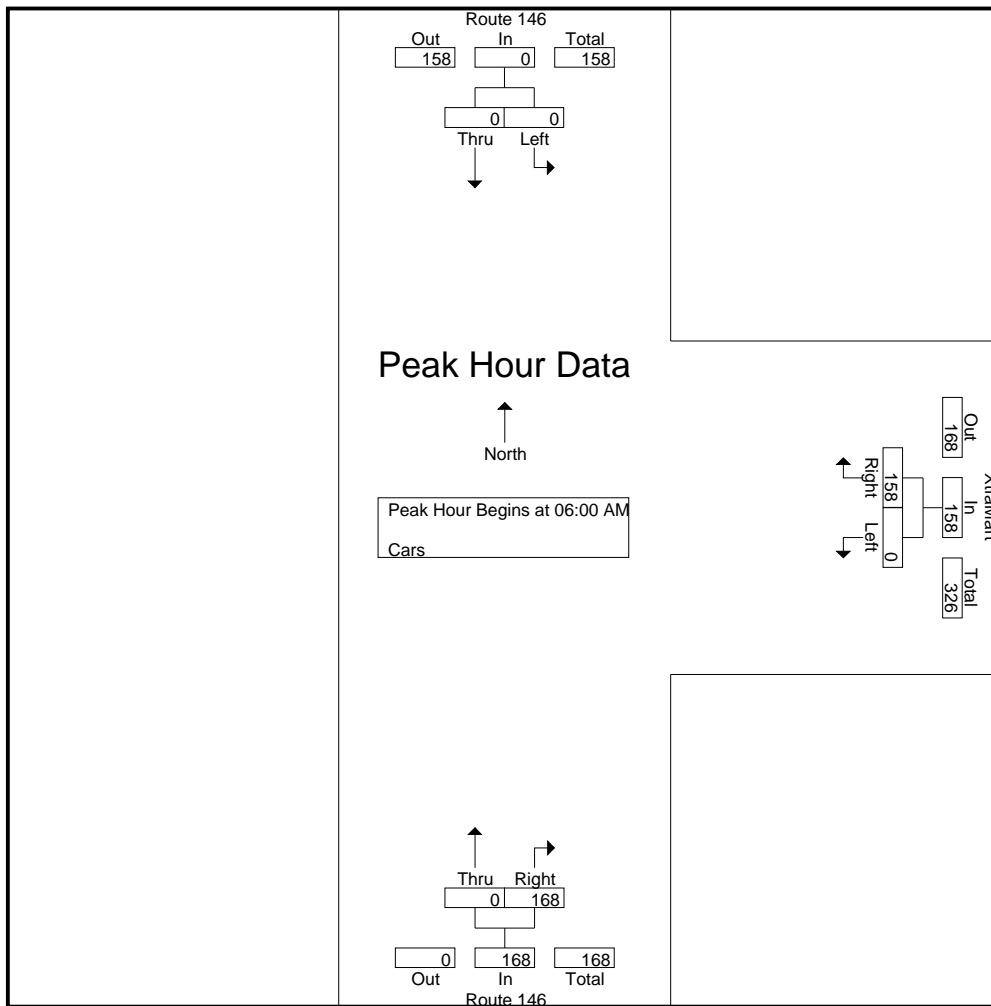 Route 146
Out In Total
158 0 158
0 0
Thru Left
Peak Hour Data
North
Peak Hour Begins at 06:00 AM
Cars
Right Left
158 0
Out In Total
168 158 326
Thru Right
0 168
0 168 168
Out In Total
Route 146